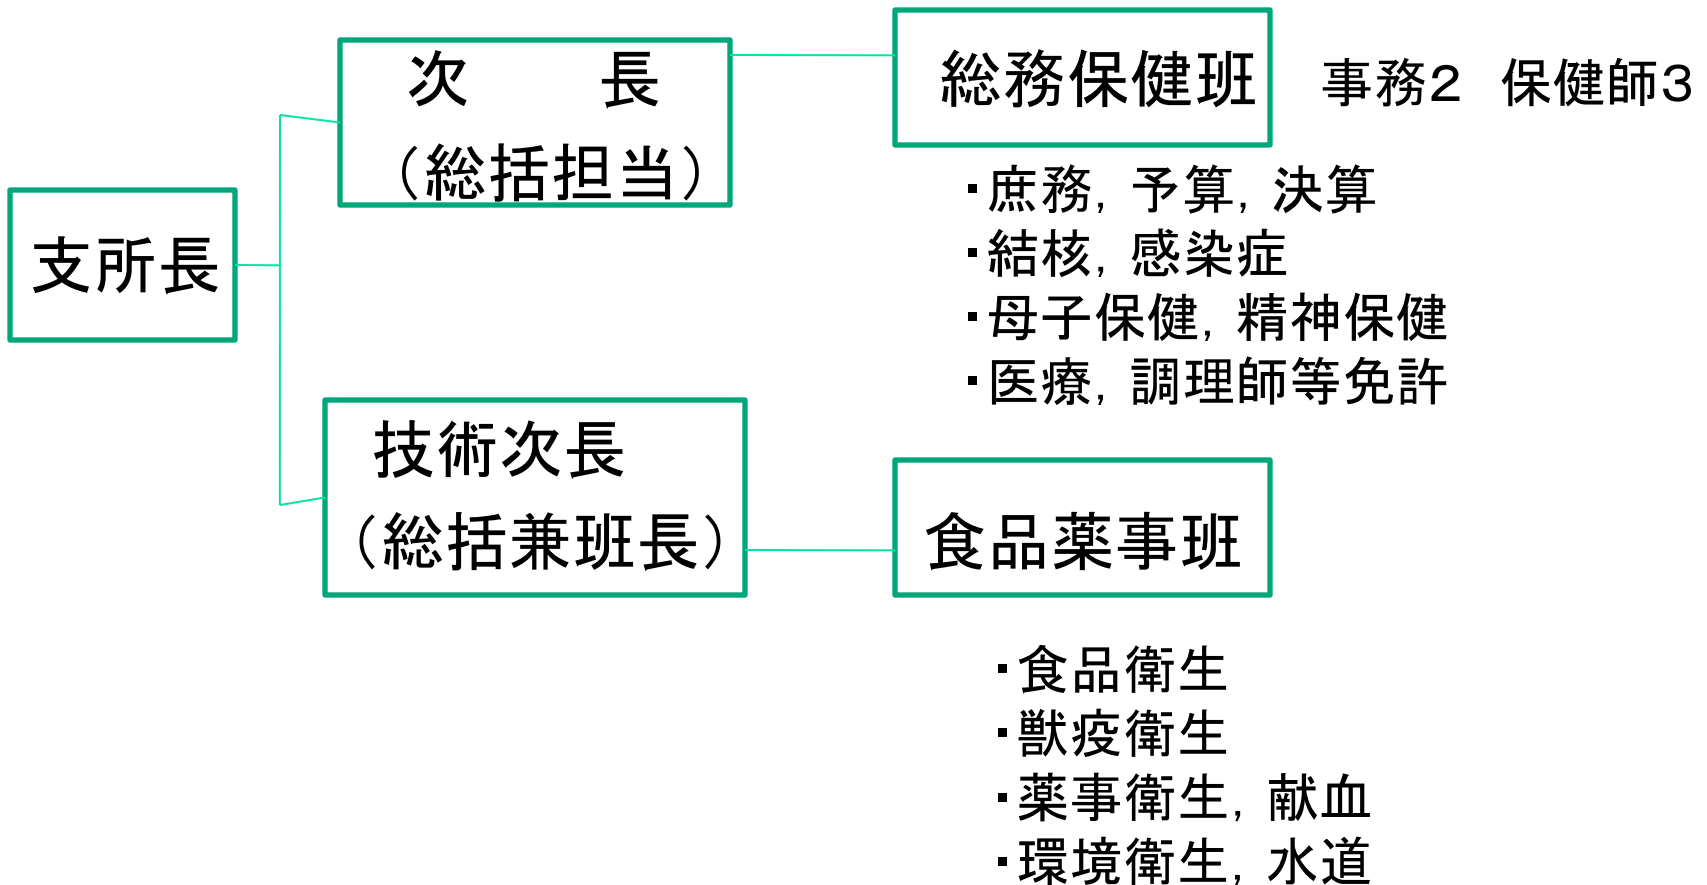 支所長
次　　長
（総括担当）
技術次長
（総括兼班長）
総務保健班
事務２　保健師３
・庶務，予算，決算
・結核，感染症
・母子保健，精神保健
・医療，調理師等免許
食品薬事班
・食品衛生
・獣疫衛生
・薬事衛生，献血
・環境衛生，水道